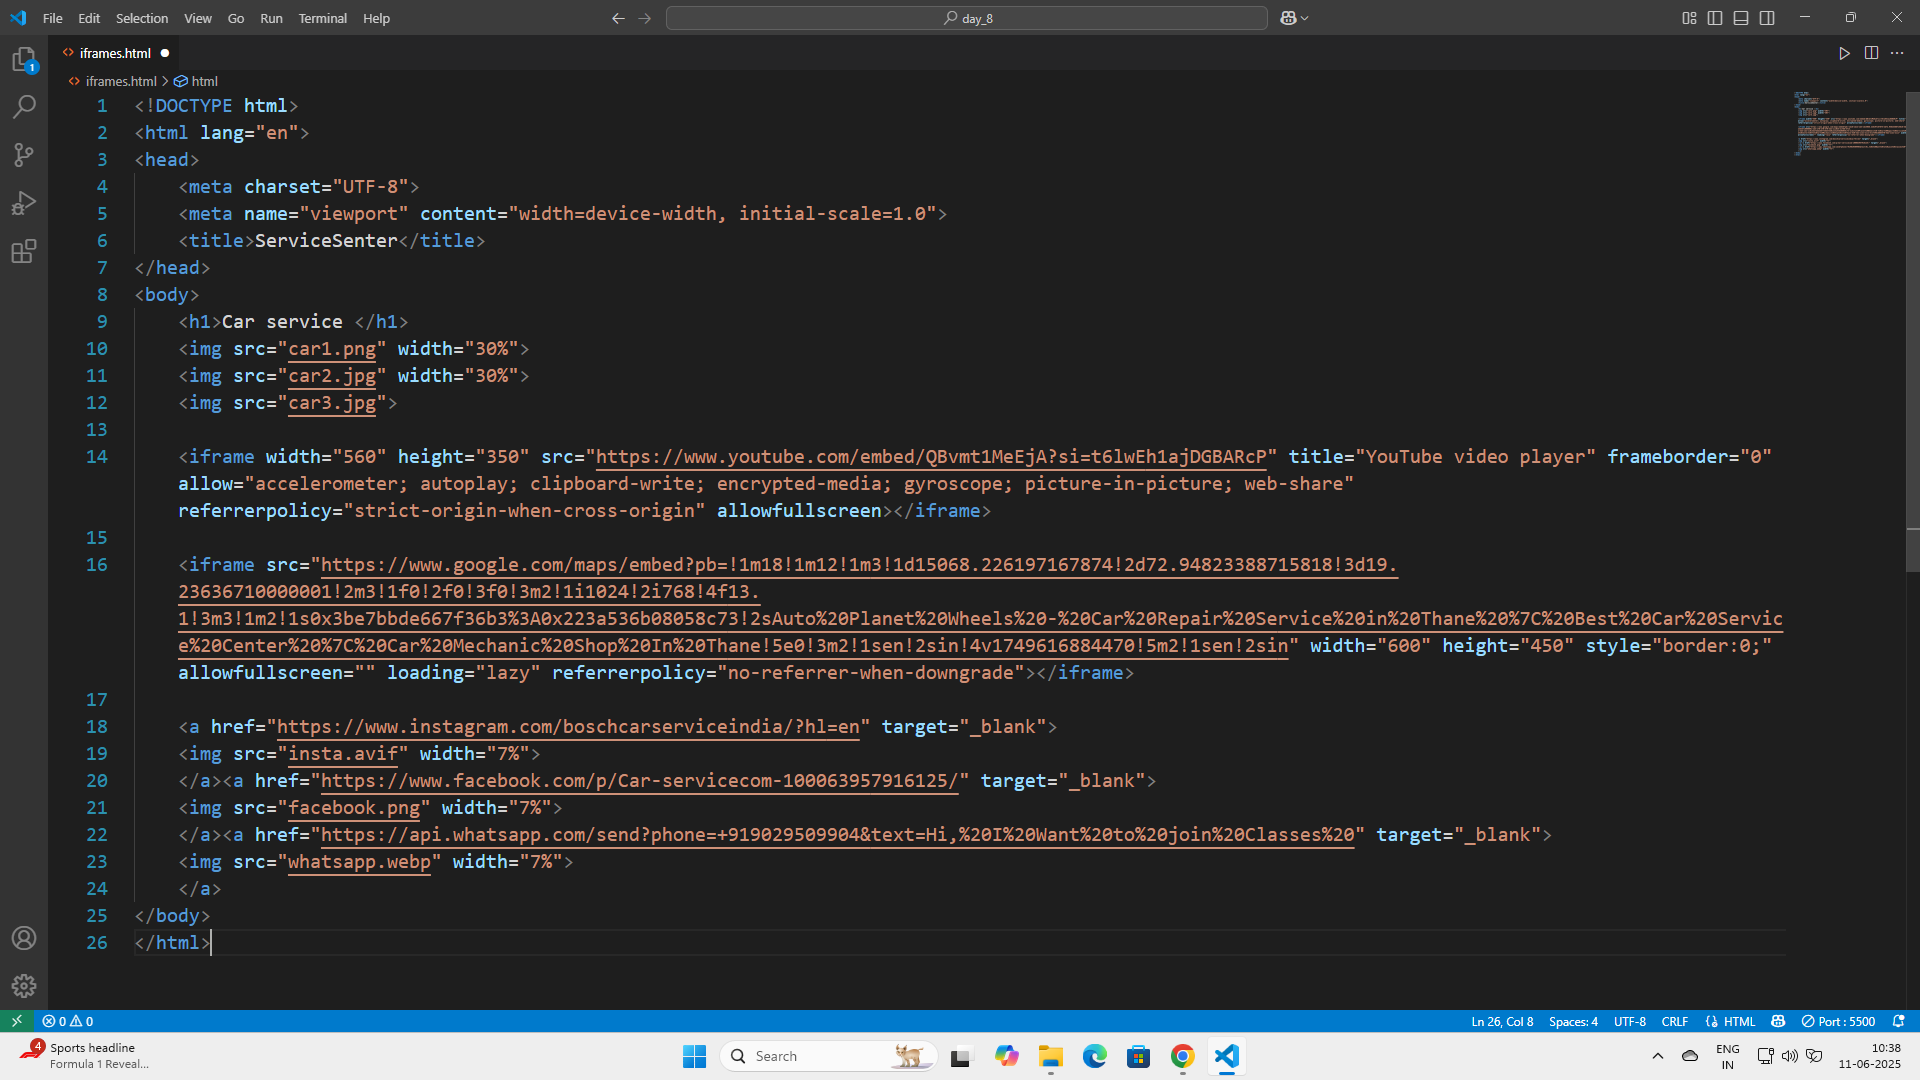 File Edit Selection View Go Run Terminal Help
day_8
iframes.html
iframes.html > html
1 <!DOCTYPE html>
2 <html lang="en">
3 <head>
4 <meta charset="UTF-8">
5 <meta name="viewport" content="width=device-width, initial-scale=1.0">
6 <title>ServiceSenter</title>
7 </head>
8 <body>
9 <h1>Car service </h1>
10 <img src="car1.png" width="30%">
11 <img src="car2.jpg" width="30%">
12 <img src="car3.jpg">
13
14 <iframe width="560" height="350" src="https://www.youtube.com/embed/QBvmt1MeEjA?si=t6lwEh1ajDGBARcP" title="YouTube video player" frameborder="0"
allow="accelerometer; autoplay; clipboard-write; encrypted-media; gyroscope; picture-in-picture; web-share"
referrerpolicy="strict-origin-when-cross-origin" allowfullscreen></iframe>
15
16 <iframe src="https://www.google.com/maps/embed?pb=!1m18!1m12!1m3!1d15068.226197167874!2d72.94823388715818!3d19.
23636710000001!2m3!1f0!2f0!3f0!3m2!1i1024!2i768!4f13.
1!3m3!1m2!1s0x3be7bbde667f36b3%3A0x223a536b08058c73!2sAuto%20Planet%20Wheels%20-%20Car%20Repair%20Service%20in%20Thane%20%7C%20Best%20Car%20Servic
e%20Center%20%7C%20Car%20Mechanic%20Shop%20In%20Thane!5e0!3m2!1sen!2sin!4v1749616884470!5m2!1sen!2sin" width="600" height="450" style="border:0;"
allowfullscreen="" loading="lazy" referrerpolicy="no-referrer-when-downgrade"></iframe>
17
18 <a href="https://www.instagram.com/boschcarserviceindia/?hl=en" target="_blank">
19 <img src="insta.avif" width="7%">
20 </a><a href="https://www.facebook.com/p/Car-servicecom-100063957916125/" target="_blank">
21 <img src="facebook.png" width="7%">
22 </a><a href="https://api.whatsapp.com/send?phone=+919029509904&text=Hi,%20I%20Want%20to%20join%20Classes%20" target="_blank">
23 <img src="whatsapp.webp" width="7%">
24 </a>
25 </body>
26 </html>
1
0 0 Ln 26, Col 8 Spaces: 4 UTF-8 CRLF HTML Port : 5500
4 Sports headline
Formula 1 Reveal...
Search
ENG
IN
10:38
11-06-2025